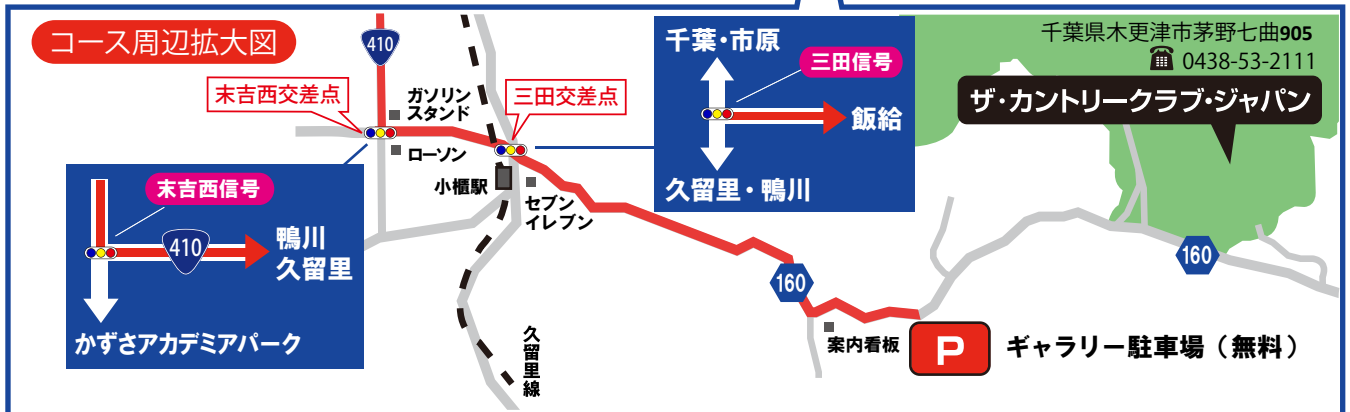 コース周辺拡大図
410
末吉西交差点
ガソリン
スタンド
ローソン
三田交差点
小櫃駅
セブン
イレブン
末吉西信号
410
鴨川
久留里
かずさアカデミアパーク
千葉・市原
三田信号
飯給
久留里・鴨川
千葉県木更津市茅野七曲905
☎ 0438-53-2111
ザ・カントリークラブ・ジャパン
160
160
久留里線
案内看板
P
ギャラリー駐車場（無料）